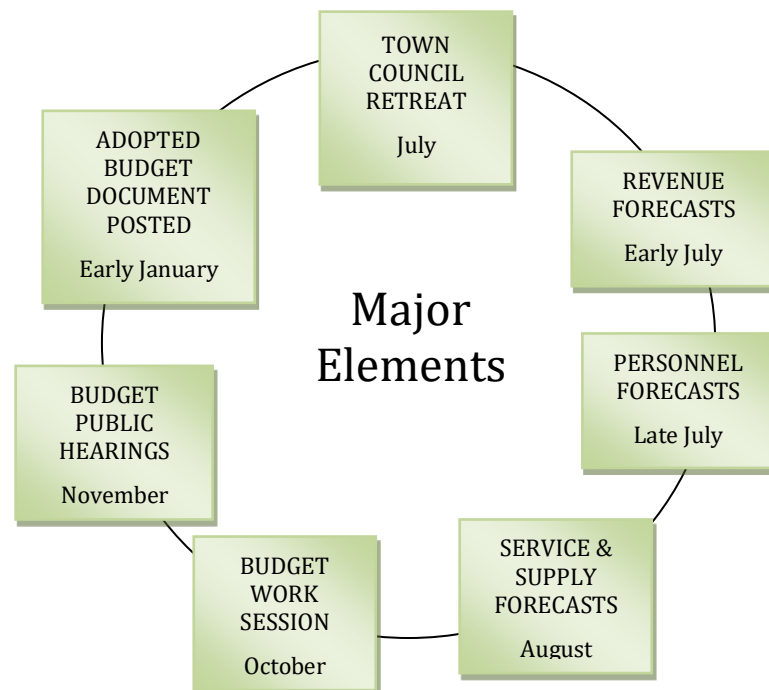 TOWN
COUNCIL
RETREAT
July
REVENUE
FORECASTS
Early July
PERSONNEL
FORECASTS
Late July
SERVICE &
SUPPLY
FORECASTS
August
BUDGET
WORK
SESSION
October
BUDGET
PUBLIC
HEARINGS
November
ADOPTED
BUDGET
DOCUMENT
POSTED
Early January
Major
Elements